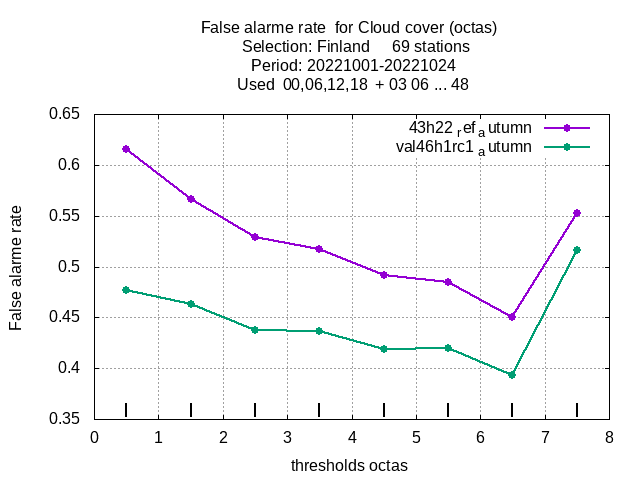 False alarme rate  for Cloud cover (octas)
Selection: Finland     69 stations
Period: 20221001-20221024
Used  00,06,12,18  + 03 06 ... 48
43h22 refautumn
val46h1rc1 autumn
0.65
0.6
0.55
0.5
0.45
0.4
0.35
False alarme rate
0 1 2 3 4 5 6 7 8
thresholds octas